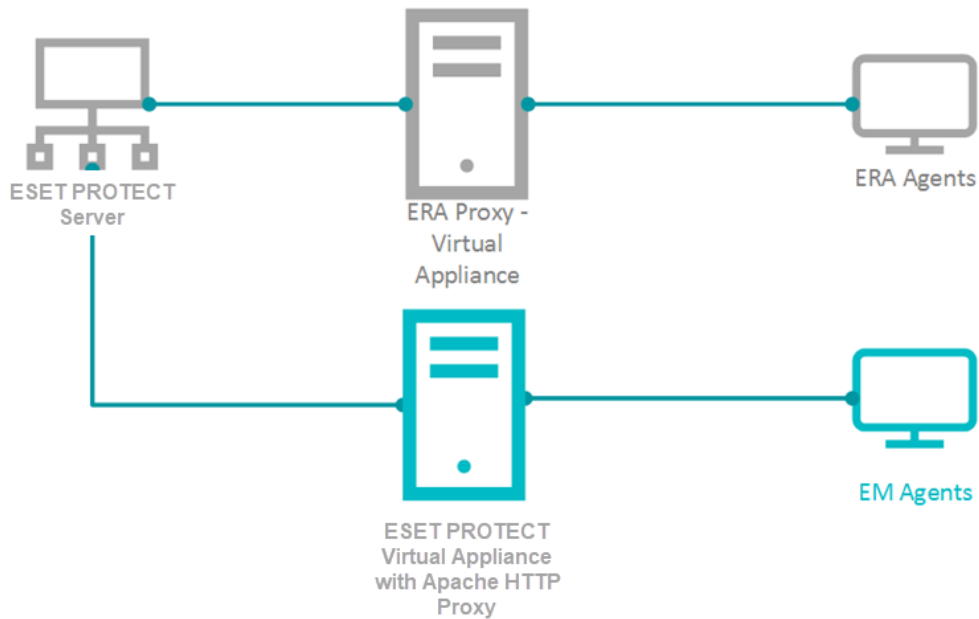 ESET PROTECT
Server
ERA Proxy -
Virtual
Appliance
ERA Agents
ESET PROTECT
Virtual Appliance
with Apache HTTP
Proxy
EM Agents